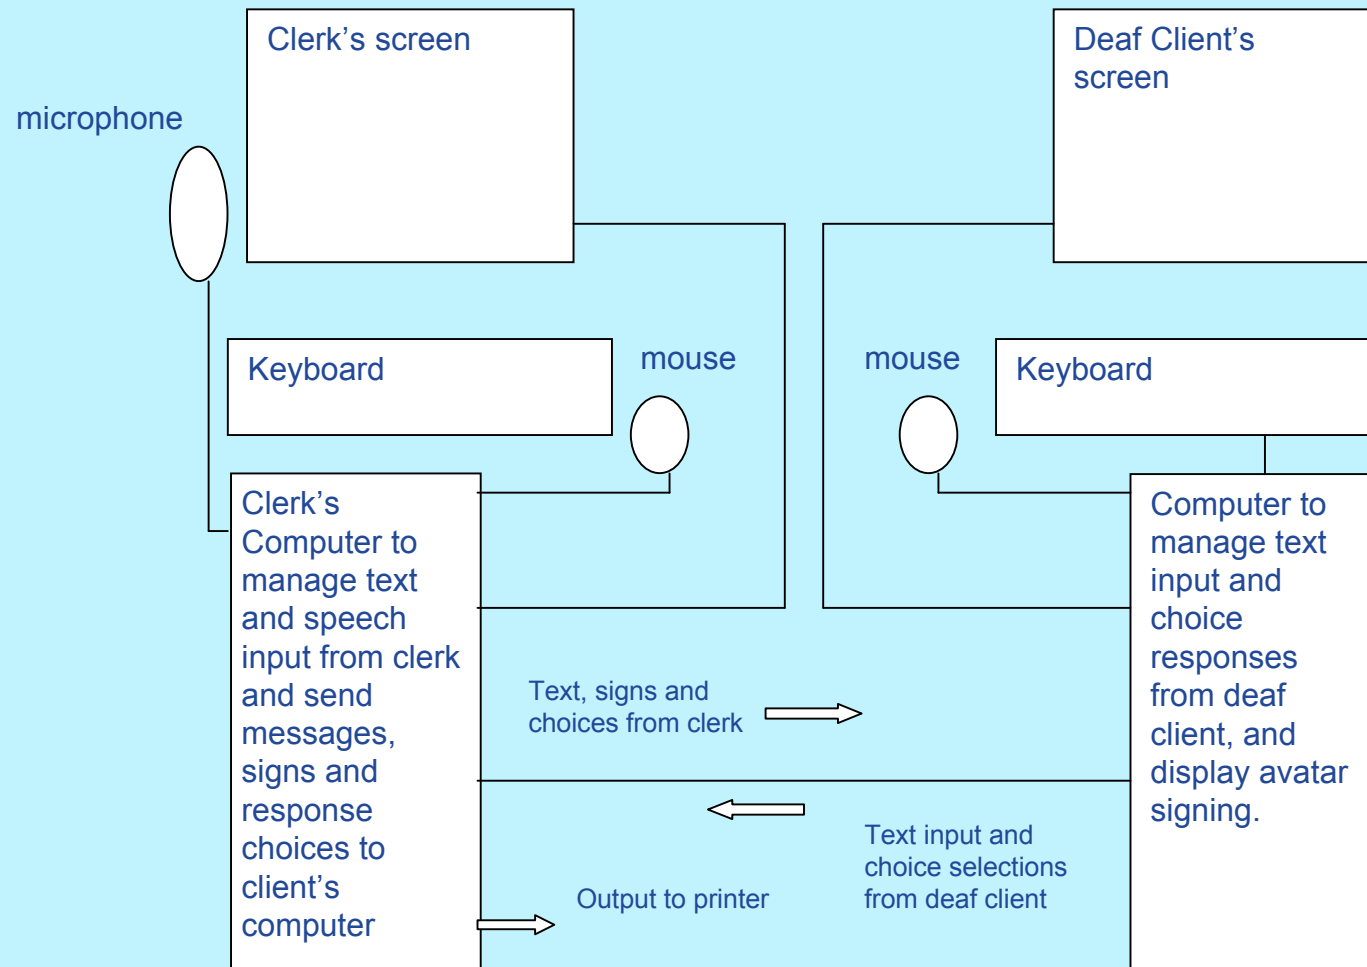 Clerk’s screen
Deaf Client’s
screen
microphone
Keyboard
mouse
mouse
Keyboard
Clerk’s
Computer to
manage text
and speech
input from clerk
and send
messages,
signs and
response
choices to
client’s
computer
Text, signs and
choices from clerk
Computer to
manage text
input and
choice
responses
from deaf
client, and
display avatar
signing.
Text input and
choice selections
from deaf client
Output to printer